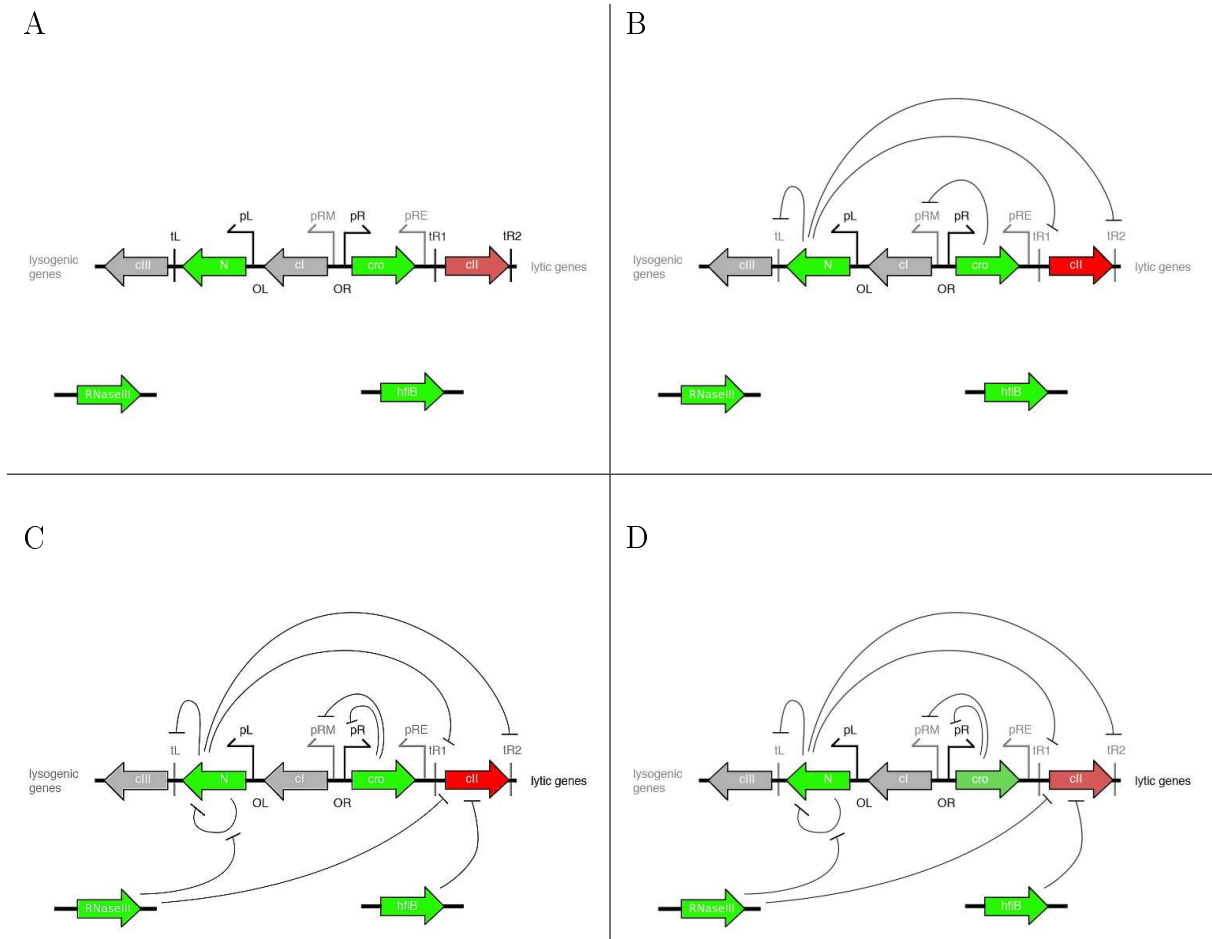 A
pL
pRM
pR
pRE
tL
tR1
tR2
lysogenic
genes
cIII
N
cI
cro
cII
lytic genes
OL
OR
RNaseIII
hflB
B
pL
pRM
pR
pRE
tL
tR1
tR2
lysogenic
genes
cIII
N
cI
cro
cII
lytic genes
OL
OR
RNaseIII
hflB
C
pL
pRM
pR
pRE
tL
tR1
tR2
lysogenic
genes
cIII
N
cI
cro
cII
lytic genes
OL
OR
RNaseIII
hflB
D
pL
pRM
pR
pRE
tL
tR1
tR2
lysogenic
genes
cIII
N
cI
cro
cII
lytic genes
OL
OR
RNaseIII
hflB